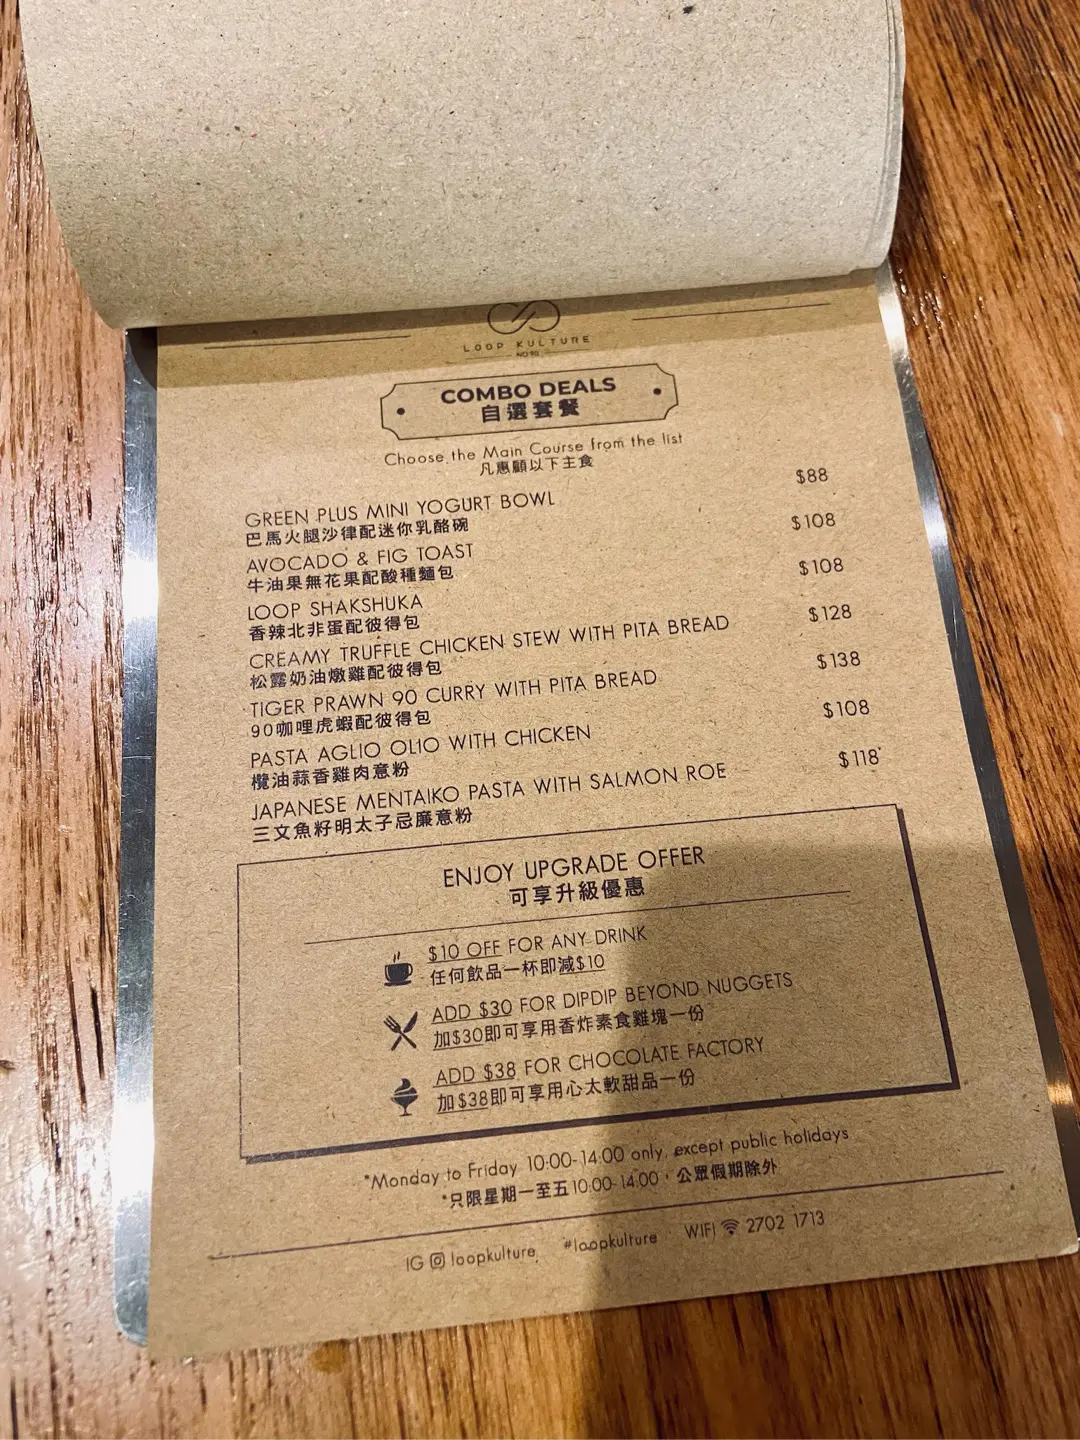 LOOP KULTURE
NO.90
COMBO DEALS
自選套餐
Choose the Main Course from the list
凡惠顧以下主食
GREEN PLUS MINI YOGURT BOWL $88
巴馬火腿沙律配迷你乳酪碗
AVOCADO & FIG TOAST $108
牛油果無花果配酸種麵包
LOOP SHAKSHUKA $108
香辣北非蛋配彼得包
CREAMY TRUFFLE CHICKEN STEW WITH PITA BREAD $128
松露奶油燉雞配彼得包
TIGER PRAWN 90 CURRY WITH PITA BREAD $138
90咖哩虎蝦配彼得包
PASTA AGLIO OLIO WITH CHICKEN $108
欖油蒜香雞肉意粉
JAPANESE MENTAIKO PASTA WITH SALMON ROE $118
三文魚籽明太子忌廉意粉
ENJOY UPGRADE OFFER
可享升級優惠
$10 OFF FOR ANY DRINK
任何飲品一杯即減$10
ADD $30 FOR DIPDIP BEYOND NUGGETS
加$30即可享用香炸素食雞塊一份
ADD $38 FOR CHOCOLATE FACTORY
加$38即可享用心太軟甜品一份
*Monday to Friday 10:00-14:00 only, except public holidays
*只限星期一至五10:00-14:00，公眾假期除外
IG loopkulture #loopkulture WIFI 2702 1713